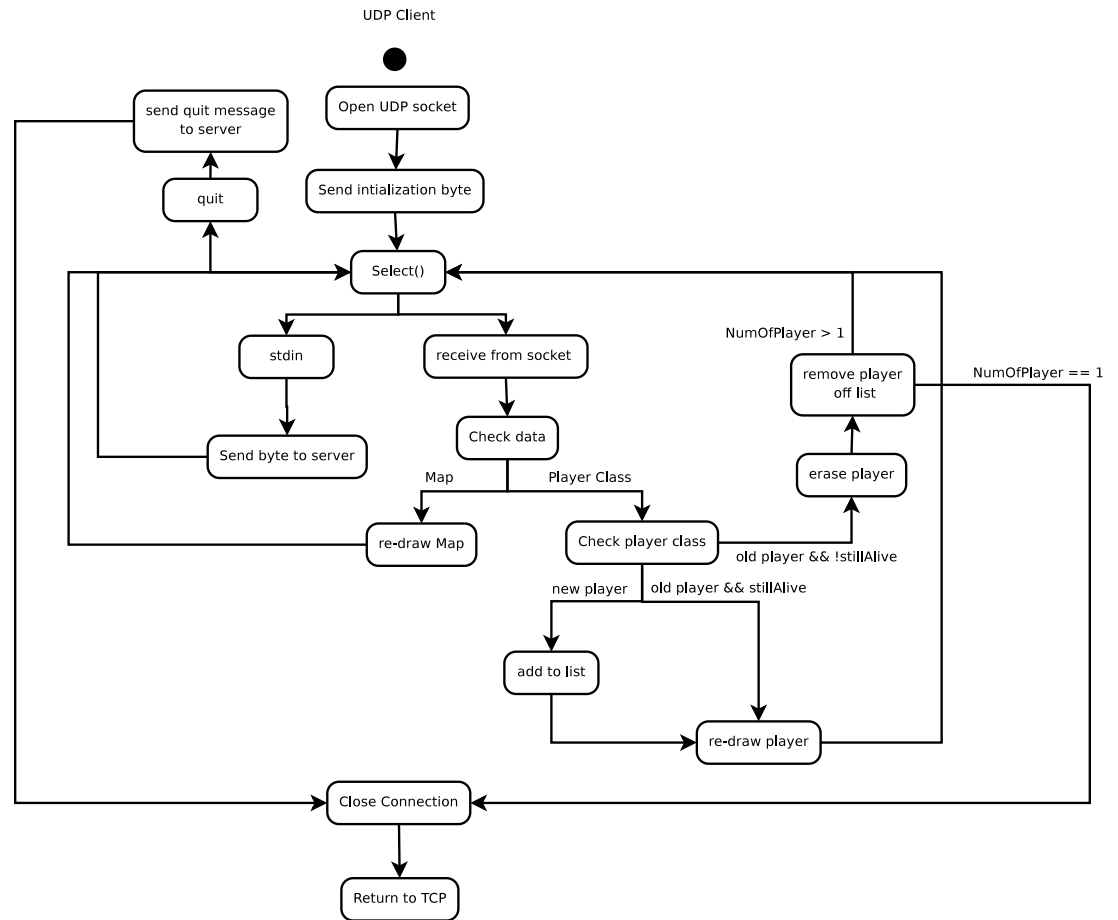 UDP Client
Open UDP socket
send quit message
to server
Send intialization byte
quit
Select()
stdin
receive from socket
NumOfPlayer > 1
remove player
off list
NumOfPlayer == 1
Check data
Send byte to server
erase player
Map
Player Class
re-draw Map
Check player class
old player && !stillAlive
new player
old player && stillAlive
add to list
re-draw player
Close Connection
Return to TCP